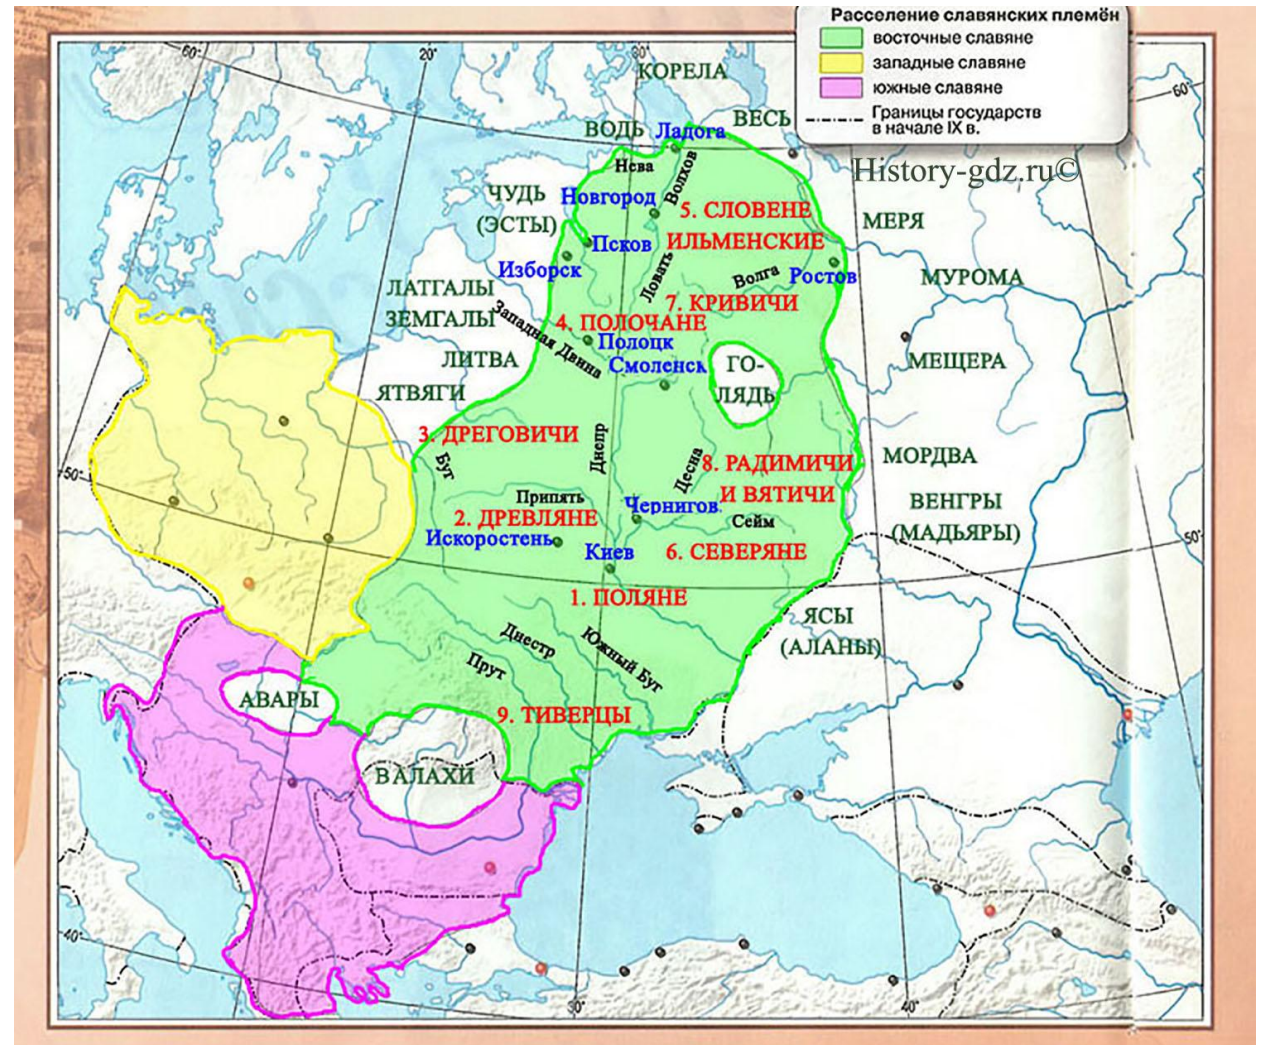 Расселение славянских племён
восточные славяне
западные славяне
южные славяне
Границы государств
в начале IX в.
60°
20°
30°
60°
КОРЕЛА
ВОДЬ
Ладога
ВЕСЬ
History-gdz.ru©
Нева
Волхов
ЧУДЬ
(ЭСТЫ)
Новгород
5. СЛОВЕНЕ
ИЛЬМЕНСКИЕ
МЕРЯ
Псков
Изборск
Ловать
Волга
Ростов
МУРОМА
ЛАТГАЛЫ
ЗЕМГАЛЫ
Западная Двина
7. КРИВИЧИ
4. ПОЛОЧАНЕ
Полоцк
Смоленск
ГО-
ЛЯДЬ
МЕЩЕРА
ЛИТВА
ЯТВЯГИ
3. ДРЕГОВИЧИ
Буг
Днепр
Десна
8. РАДИМИЧИ
И ВЯТИЧИ
МОРДВА
50°
Припять
2. ДРЕВЛЯНЕ
Чернигов
Сейм
ВЕНГРЫ
(МАДЬЯРЫ)
Искоростень
Киев
6. СЕВЕРЯНЕ
50°
1. ПОЛЯНЕ
ЯСЫ
(АЛАНЫ)
Днестр
Южный Буг
Прут
АВАРЫ
9. ТИВЕРЦЫ
ВАЛАХИ
40°
30°
40°